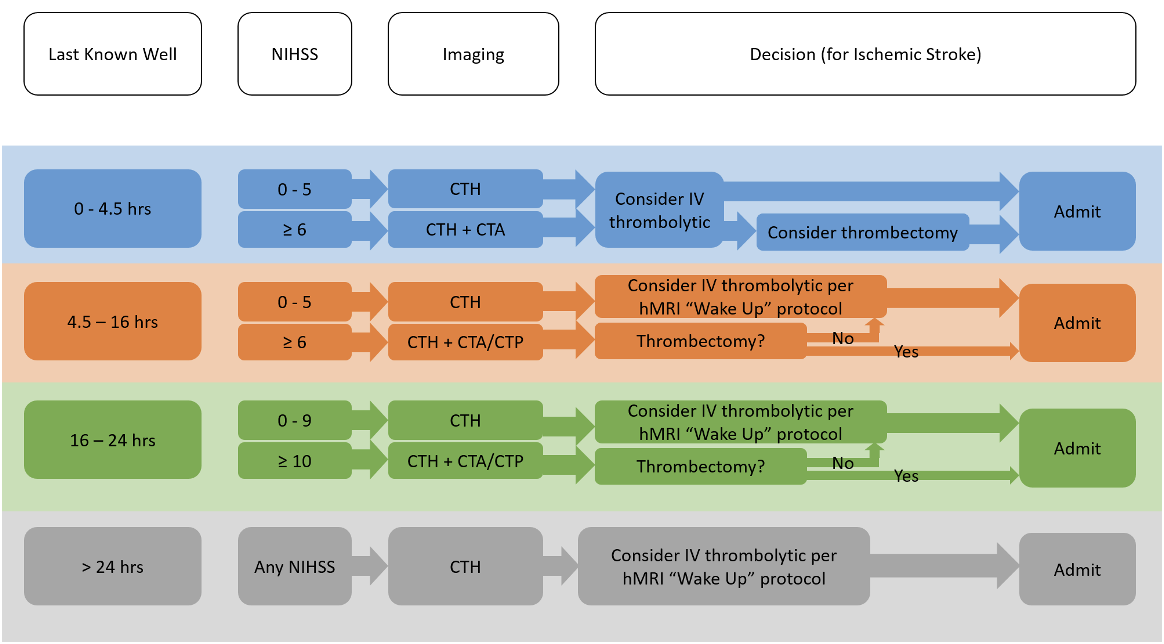 Last Known Well
NIHSS
Imaging
Decision (for Ischemic Stroke)
0 - 4.5 hrs
0 - 5
CTH
Consider IV
thrombolytic
≥ 6
CTH + CTA
Consider thrombectomy
Admit
4.5 – 16 hrs
0 - 5
CTH
Consider IV thrombolytic per
hMRI “Wake Up” protocol
≥ 6
CTH + CTA/CTP
Thrombectomy?
No
Yes
Admit
16 – 24 hrs
0 - 9
CTH
Consider IV thrombolytic per
hMRI “Wake Up” protocol
≥ 10
CTH + CTA/CTP
Thrombectomy?
No
Yes
Admit
> 24 hrs
Any NIHSS
CTH
Consider IV thrombolytic per
hMRI “Wake Up” protocol
Admit